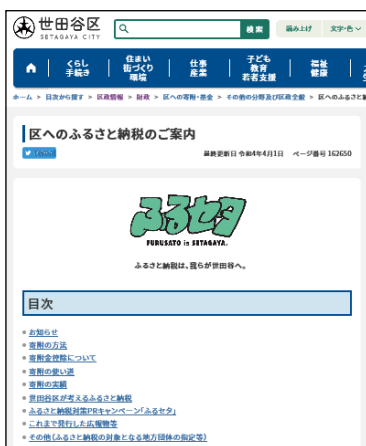 世田谷区
SETAGAYA CITY
検索
読み上げ
文字・色
くらし
手続き
住まい
街づくり
環境
仕事
産業
子ども
教育
若者支援
福祉
健康
ホーム > 目次から探す > 区政情報 > 財政 > 区への寄附・基金 > その他の分野及び区政全般 > 区へのふるさと
区へのふるさと納税のご案内
最終更新日 令和4年4月1日 ページ番号 162650
ふるセタ
FURUSATO in SETAGAYA.
ふるさと納税は、我らが世田谷へ。
目次
お知らせ
寄附の方法
寄附金控除について
寄附の使い道
寄附の実績
世田谷区が考えるふるさと納税
ふるさと納税対策PRキャンペーン「ふるセタ」
これまで発行した広報物等
その他(ふるさと納税の対象となる地方団体の指定等)